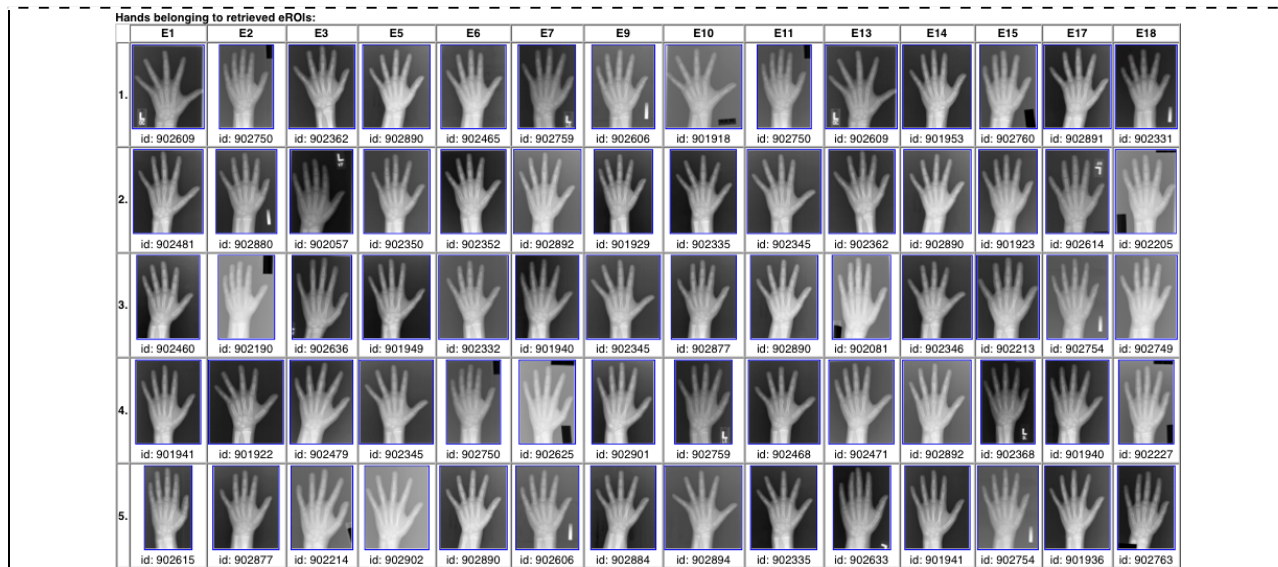 Hands belonging to retrieved eROIs:
E1 E2 E3 E5 E6 E7 E9 E10 E11 E13 E14 E15 E17 E18
1.
id: 902609 id: 902750 id: 902362 id: 902890 id: 902465 id: 902759 id: 902606 id: 901918 id: 902750 id: 902609 id: 901953 id: 902760 id: 902891 id: 902331
2.
id: 902481 id: 902880 id: 902057 id: 902350 id: 902352 id: 902892 id: 901929 id: 902335 id: 902345 id: 902362 id: 902890 id: 901923 id: 902614 id: 902205
3.
id: 902460 id: 902190 id: 902636 id: 901949 id: 902332 id: 901940 id: 902345 id: 902877 id: 902890 id: 902081 id: 902346 id: 902213 id: 902754 id: 902749
4.
id: 901941 id: 901922 id: 902479 id: 902345 id: 902750 id: 902625 id: 902901 id: 902759 id: 902468 id: 902471 id: 902892 id: 902368 id: 901940 id: 902227
5.
id: 902615 id: 902877 id: 902214 id: 902902 id: 902890 id: 902606 id: 902884 id: 902894 id: 902335 id: 902633 id: 901941 id: 902754 id: 901936 id: 902763